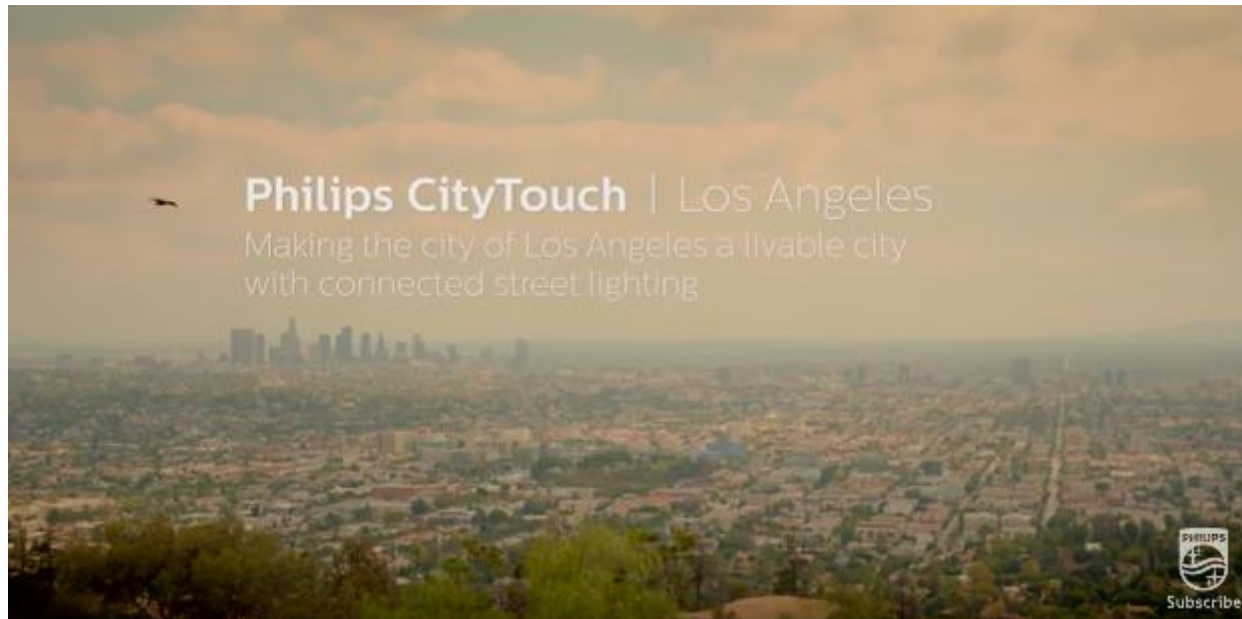 Philips CityTouch | Los Angeles
Making the city of Los Angeles a livable city
with connected street lighting
PHILIPS
Subscribe